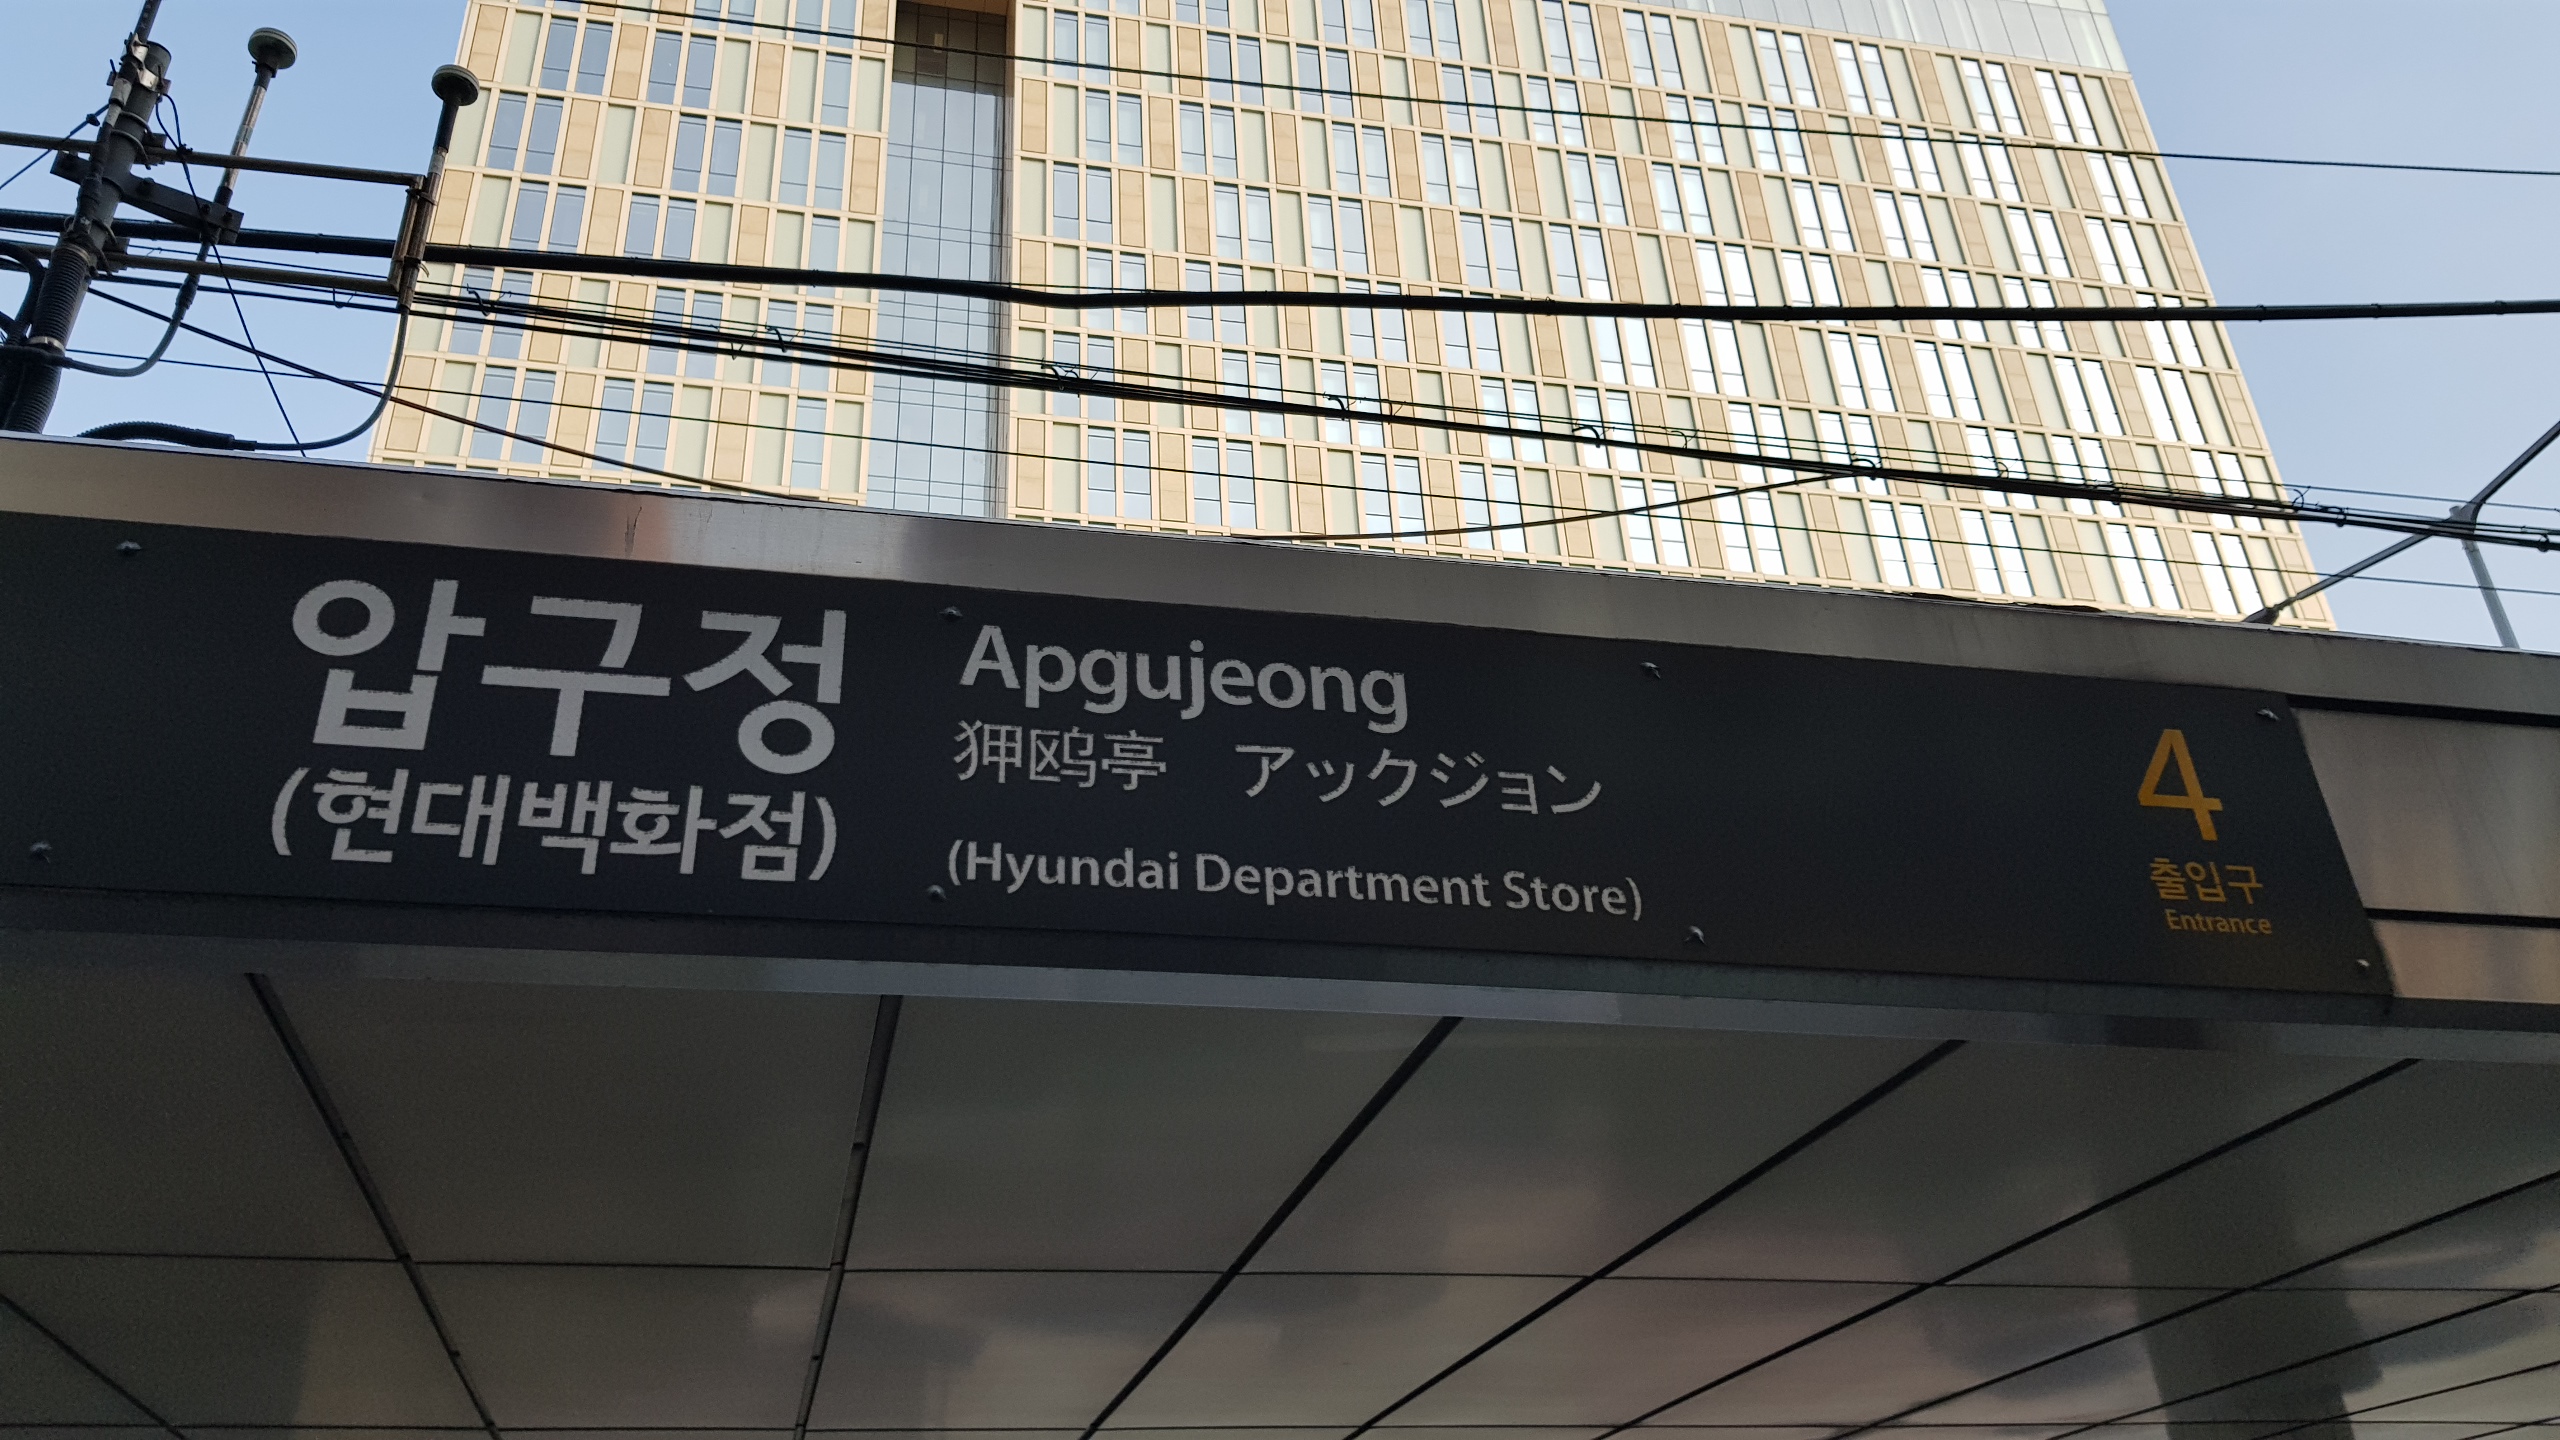 압구정
(현대백화점)
Apgujeong
狎鸥亭 アックジョン
(Hyundai Department Store)
4
출입구
Entrance